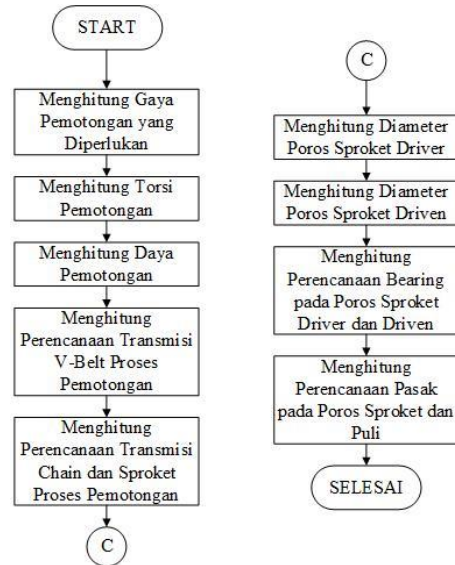 START
Menghitung Gaya
Pemotongan yang
Diperlukan
Menghitung Torsi
Pemotongan
Menghitung Daya
Pemotongan
Menghitung
Perencanaan Transmisi
V-Belt Proses
Pemotongan
Menghitung
Perencanaan Transmisi
Chain dan Sproket
Proses Pemotongan
C
C
Menghitung Diameter
Poros Sproket Driver
Menghitung Diameter
Poros Sproket Driven
Menghitung
Perencanaan Bearing
pada Poros Sproket
Driver dan Driven
Menghitung
Perencanaan Pasak
pada Poros Sproket dan
Puli
SELESAI